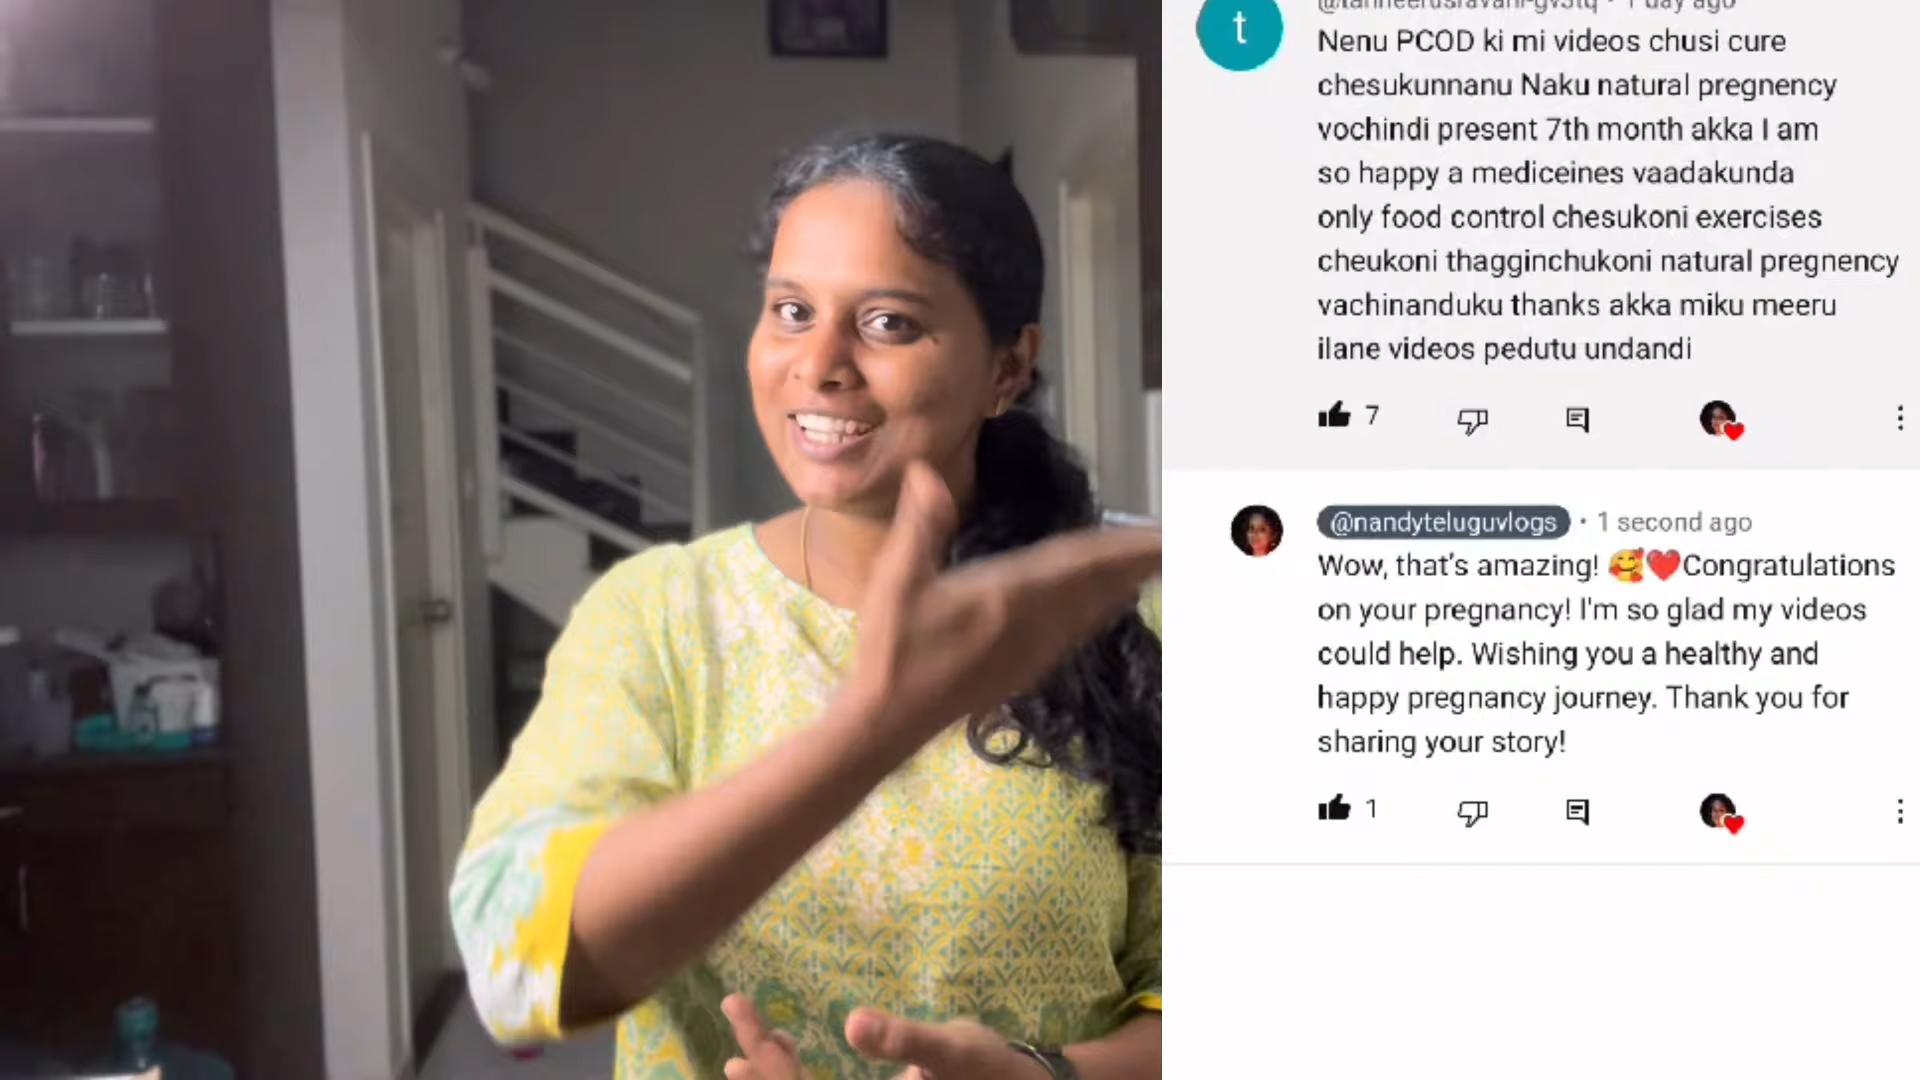 t
Nenu PCOD ki mi videos chusi cure
chesukunnanu Naku natural pregnency
vochindi present 7th month akka I am
so happy a mediceines vaadakunda
only food control chesukoni exercises
cheukoni thagginchukoni natural pregnency
vachinanduku thanks akka miku meeru
ilane videos pedutu undandi
7
@nandyteluguvlogs • 1 second ago
Wow, that's amazing! 🥰❤️Congratulations
on your pregnancy! I'm so glad my videos
could help. Wishing you a healthy and
happy pregnancy journey. Thank you for
sharing your story!
1